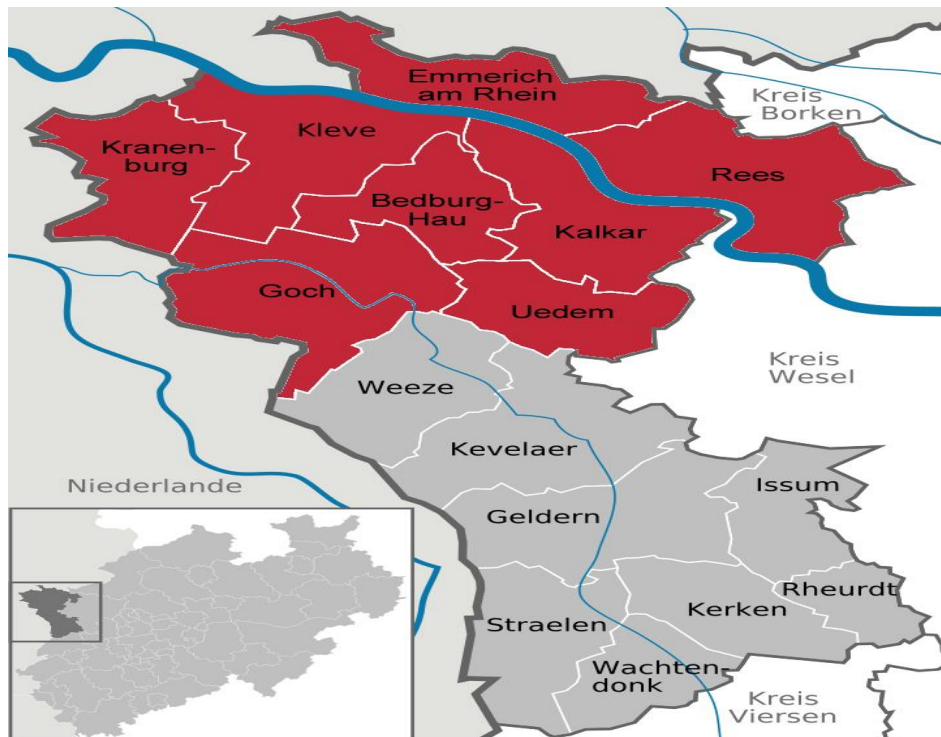 Emmerich
am Rhein
Kreis
Borken
Kleve
Kranen-
burg
Rees
Bedburg-
Hau
Kalkar
Goch
Uedem
Kreis
Wesel
Weeze
Kevelaer
Niederlande
Issum
Geldern
Rheurdt
Kerken
Straelen
Wachten-
donk
Kreis
Viersen